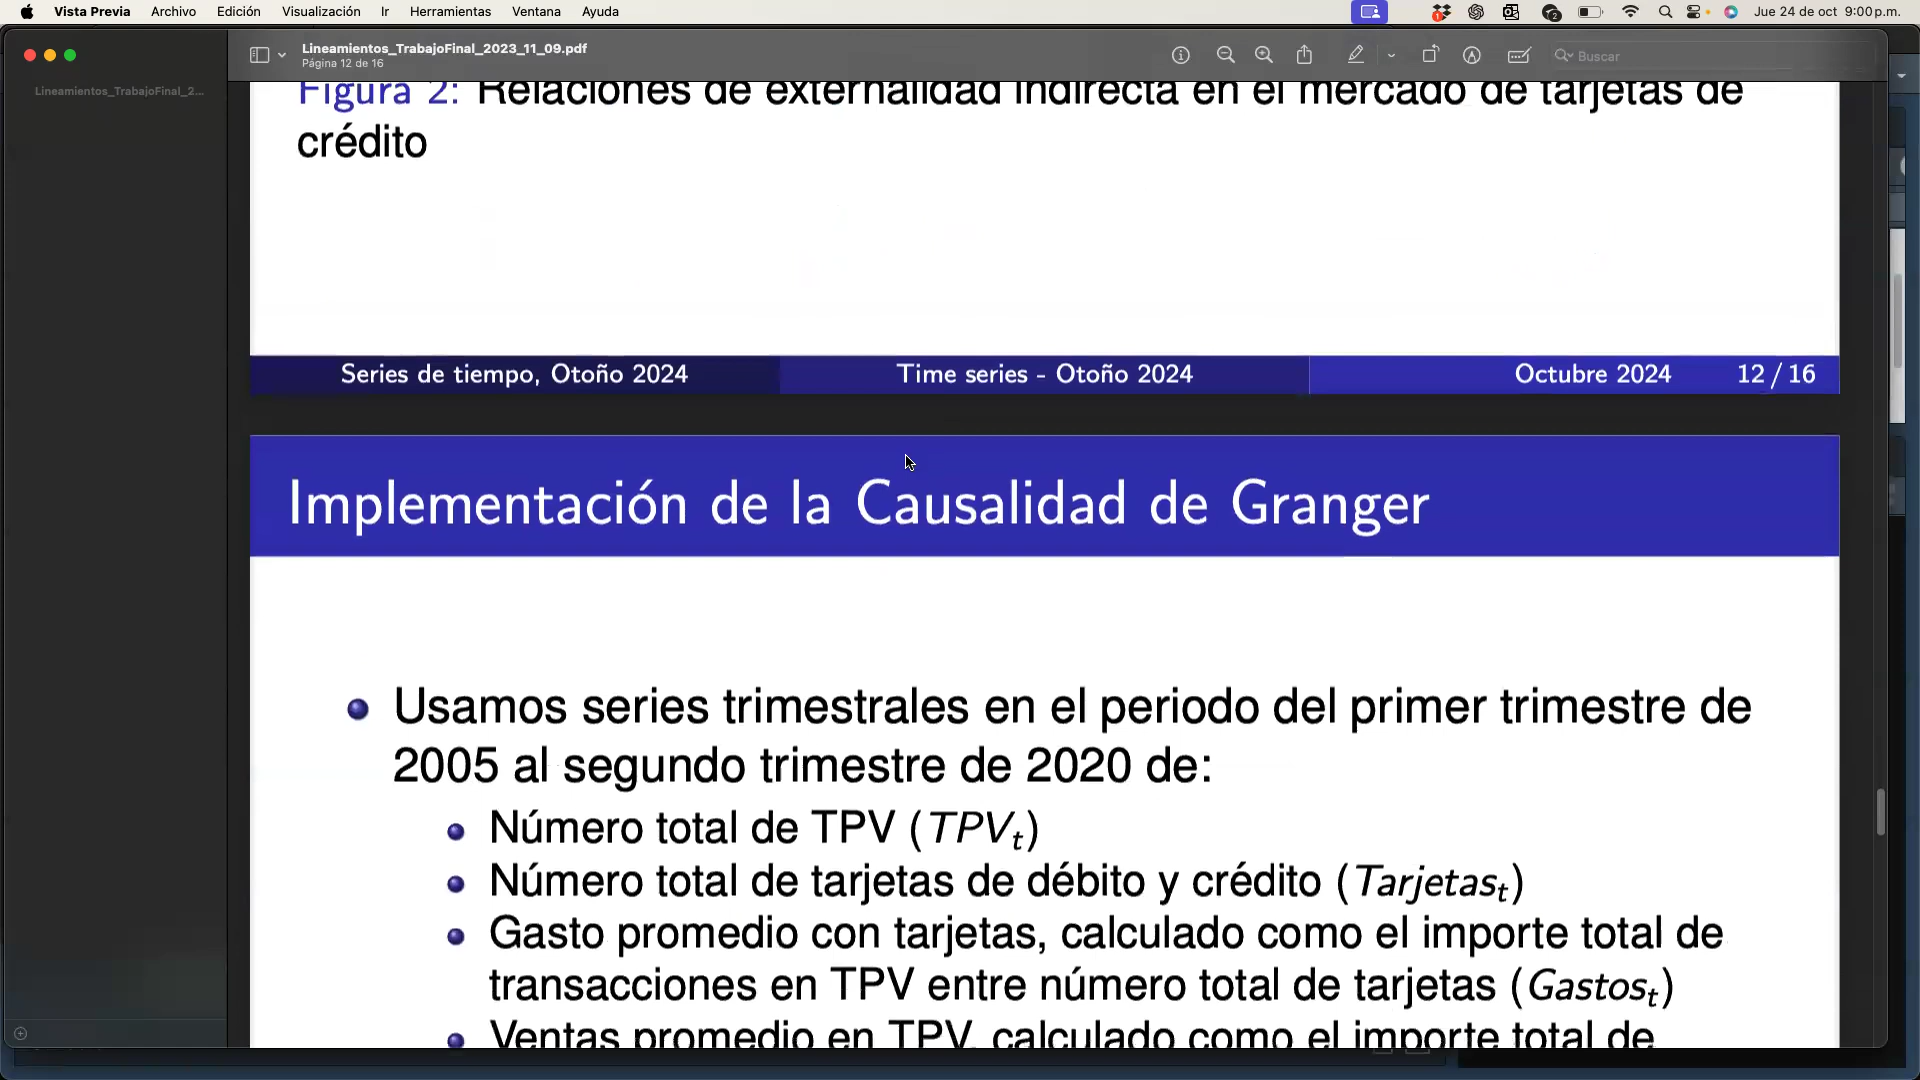 Vista Previa Archivo Edición Visualización Ir Herramientas Ventana Ayuda Jue 24 de oct 9:00 p.m.
Lineamientos_TrabajoFinal_2023_11_09.pdf
Página 12 de 16
Buscar
Lineamientos_TrabajoFinal_2...
Figura 2: Relaciones de externalidad indirecta en el mercado de tarjetas de
crédito
Series de tiempo, Otoño 2024 Time series - Otoño 2024 Octubre 2024 12 / 16
Implementación de la Causalidad de Granger
Usamos series trimestrales en el periodo del primer trimestre de
2005 al segundo trimestre de 2020 de:
Número total de TPV (TPVt)
Número total de tarjetas de débito y crédito (Tarjetast)
Gasto promedio con tarjetas, calculado como el importe total de
transacciones en TPV entre número total de tarjetas (Gastost)
Ventas promedio en TPV, calculado como el importe total de